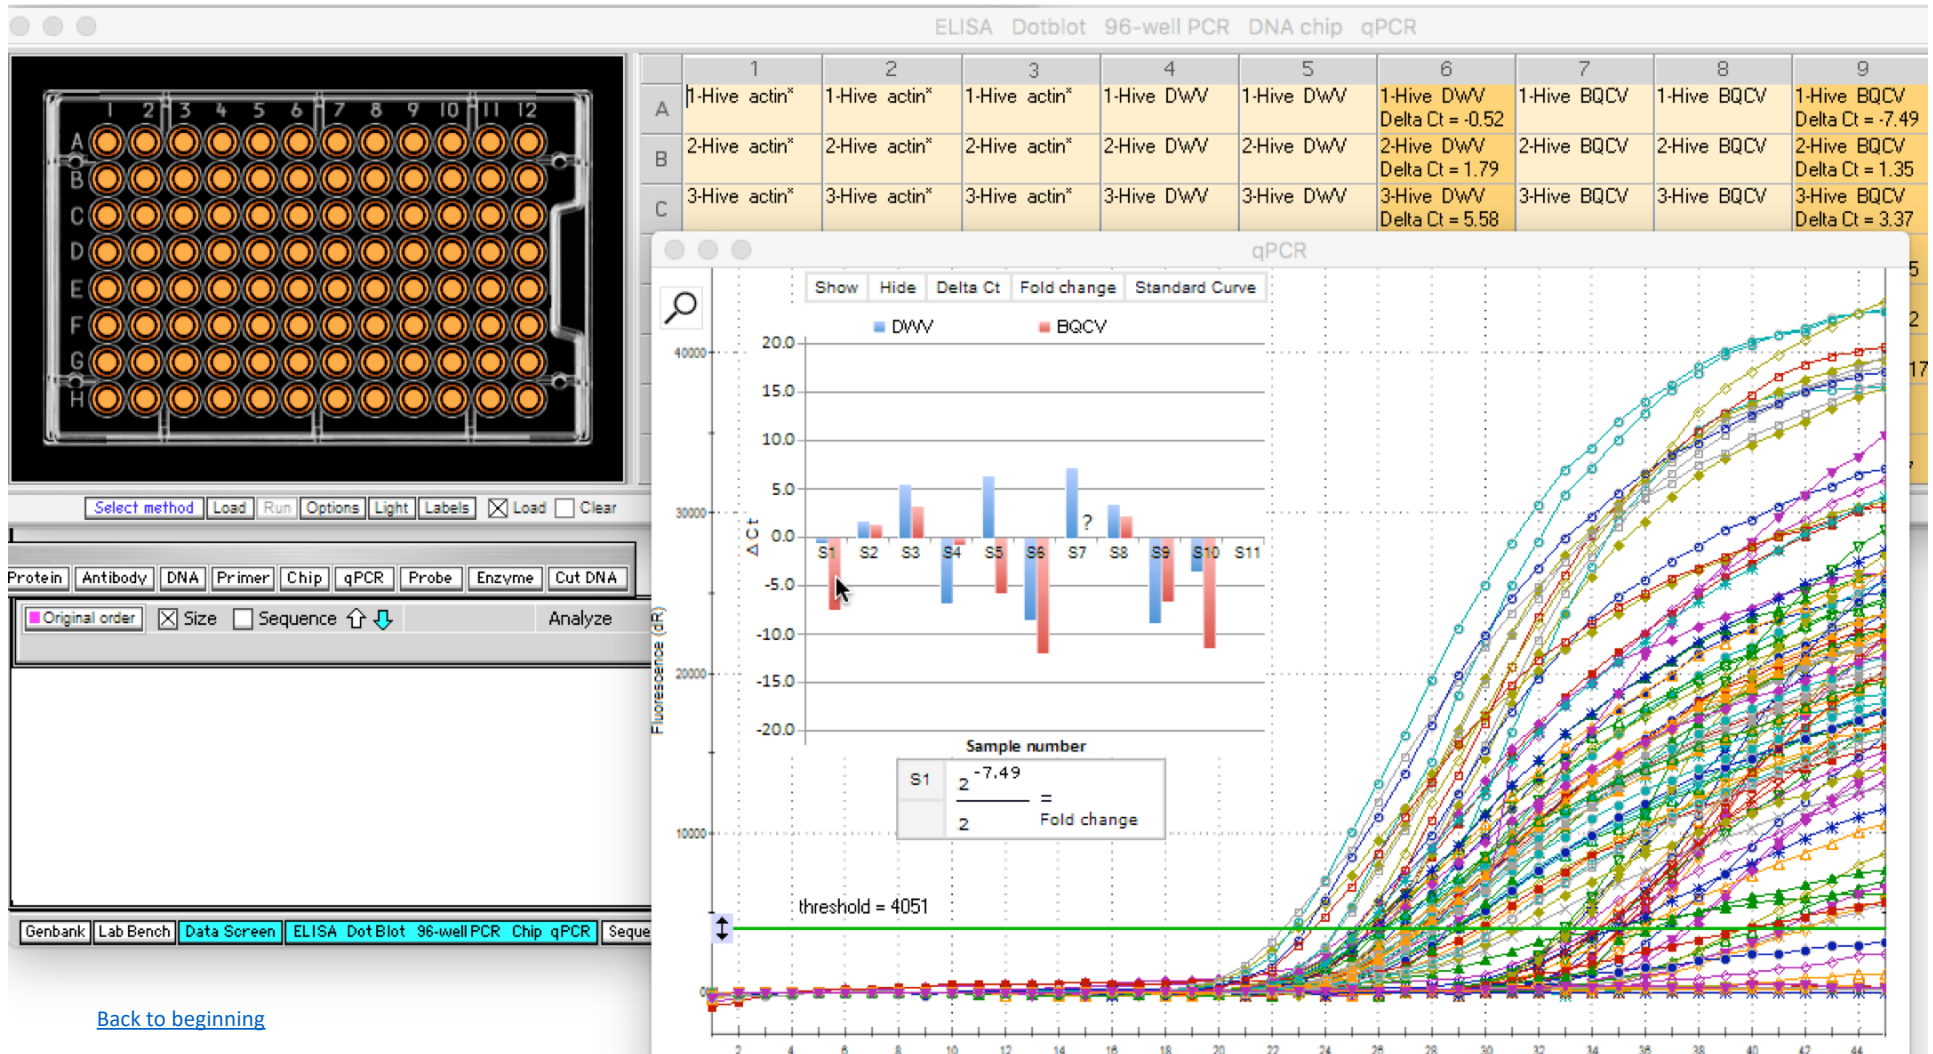 ELISA Dotblot 96-well PCR DNA chip qPCR
1 2 3 4 5 6 7 8 9
A 1-Hive actin* 1-Hive actin* 1-Hive actin* 1-Hive DWV 1-Hive DWV 1-Hive DWV 1-Hive BQCV 1-Hive BQCV 1-Hive BQCV
Delta Ct = -0.52 Delta Ct = -7.49
B 2-Hive actin* 2-Hive actin* 2-Hive actin* 2-Hive DWV 2-Hive DWV 2-Hive DWV 2-Hive BQCV 2-Hive BQCV 2-Hive BQCV
Delta Ct = 1.79 Delta Ct = 1.35
C 3-Hive actin* 3-Hive actin* 3-Hive actin* 3-Hive DWV 3-Hive DWV 3-Hive DWV 3-Hive BQCV 3-Hive BQCV 3-Hive BQCV
Delta Ct = 5.58 Delta Ct = 3.37
5
2
17
1 2 3 4 5 6 7 8 9 10 11 12
A
B
C
D
E
F
G
H
Select method Load Run Options Light Labels Load Clear
Protein Antibody DNA Primer Chip qPCR Probe Enzyme Cut DNA
Original order Size Sequence Analyze
Genbank Lab Bench Data Screen ELISA DotBlot 96-well PCR Chip qPCR Seque
Back to beginning
qPCR
Show Hide Delta Ct Fold change Standard Curve
DWV BQCV
20.0
15.0
10.0
5.0
0.0
-5.0
-10.0
-15.0
-20.0
Δ Ct
?
S1 S2 S3 S4 S5 S6 S7 S8 S9 S10 S11
Sample number
S1 2 -7.49
=
2 Fold change
threshold = 4051
Fluorescence (dR)
40000
30000
20000
10000
2 4 6 8 10 12 14 16 18 20 22 24 26 28 30 32 34 36 38 40 42 44